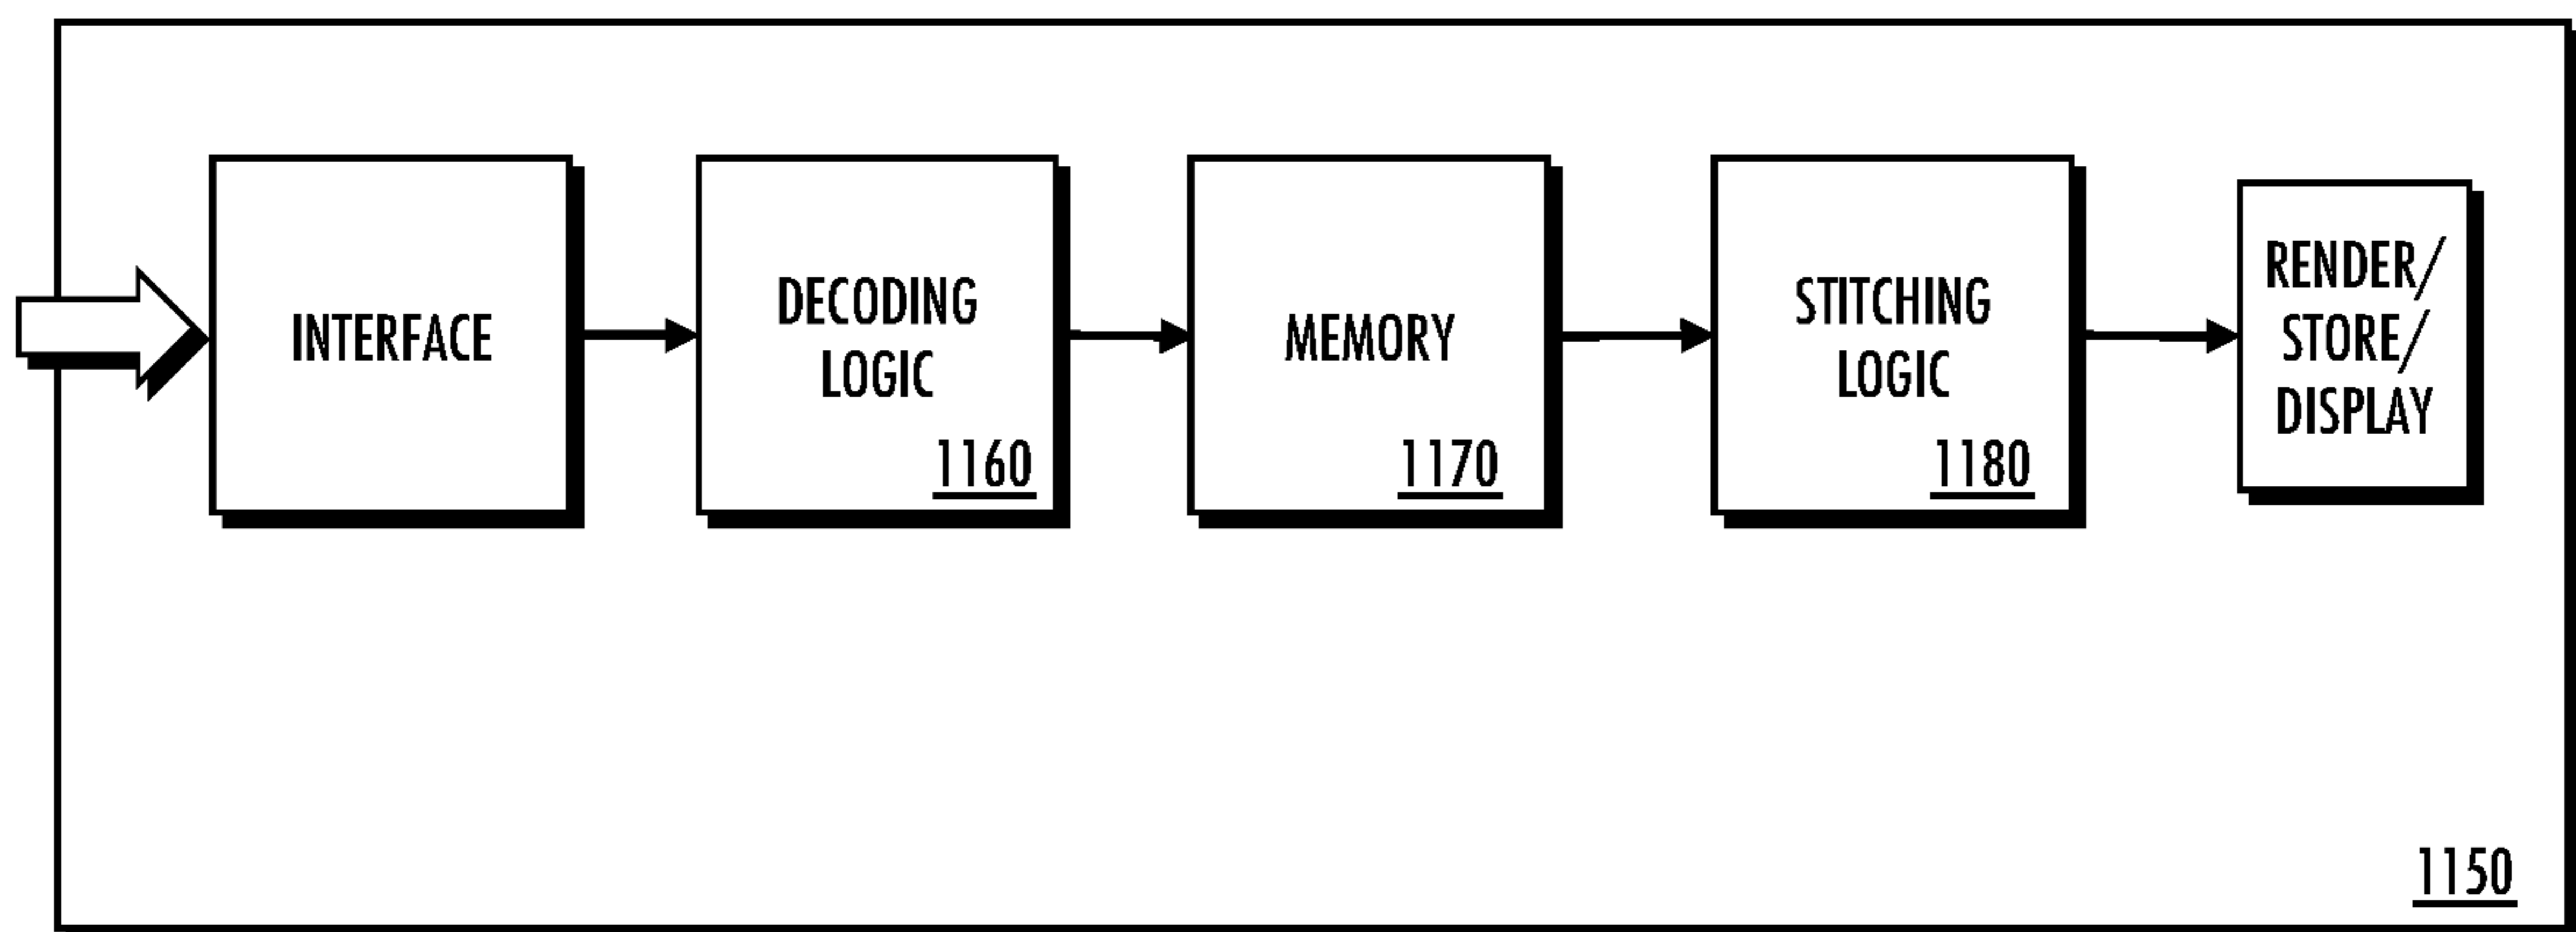 INTERFACE
DECODING
LOGIC
1160
MEMORY
1170
STITCHING
LOGIC
1180
RENDER/
STORE/
DISPLAY
1150